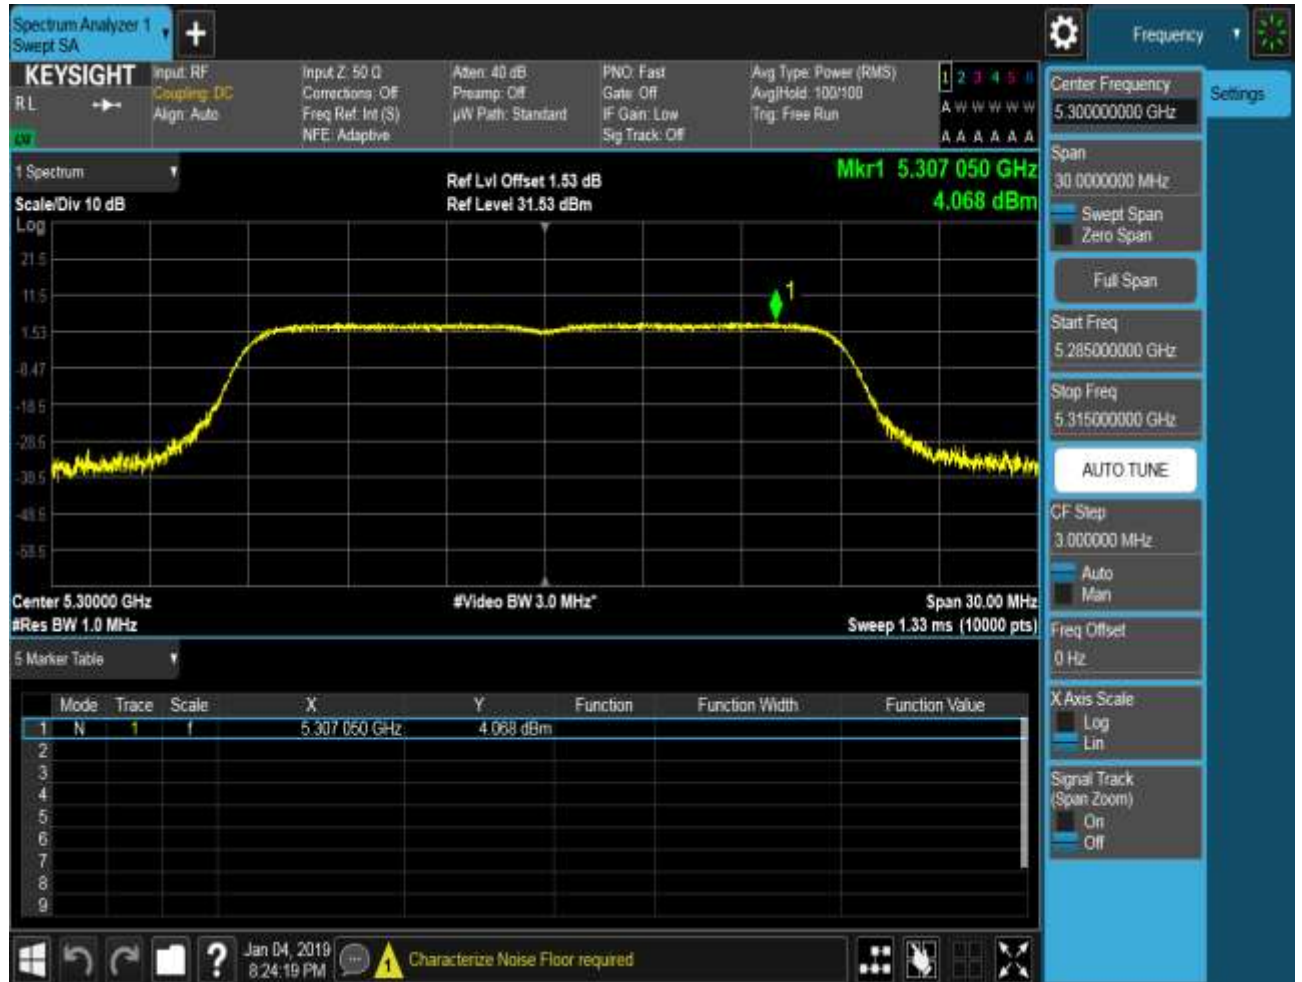 Spectrum Analyzer 1
Swept SA
Frequency
KEYSIGHT
RL
Input: RF
Coupling: DC
Align: Auto
Input Z: 50 Ω
Corrections: Off
Freq Ref: Int (S)
NFE: Adaptive
Atten: 40 dB
Preamp: Off
µW Path: Standard
PNO: Fast
Gate: Off
IF Gain: Low
Sig Track: Off
Avg Type: Power (RMS)
Avg|Hold: 100/100
Trig: Free Run
1 2 3 4 5 6
A W W W W W
A A A A A A
1 Spectrum
Scale/Div 10 dB
Ref Lvl Offset 1.53 dB
Ref Level 31.53 dBm
Mkr1 5.307 050 GHz
4.068 dBm
Log
21.5
11.5
1.53
-8.47
-18.5
-28.5
-38.5
-48.5
-58.5
1
Center 5.30000 GHz
#Res BW 1.0 MHz
#Video BW 3.0 MHz*
Span 30.00 MHz
Sweep 1.33 ms (10000 pts)
5 Marker Table
Mode Trace Scale X Y Function Function Width Function Value
1 N 1 f 5.307 050 GHz 4.068 dBm
2
3
4
5
6
7
8
9
Jan 04, 2019
8:24:19 PM
Characterize Noise Floor required
Center Frequency
5.300000000 GHz
Settings
Span
30.0000000 MHz
Swept Span
Zero Span
Full Span
Start Freq
5.285000000 GHz
Stop Freq
5.315000000 GHz
AUTO TUNE
CF Step
3.000000 MHz
Auto
Man
Freq Offset
0 Hz
X Axis Scale
Log
Lin
Signal Track
(Span Zoom)
On
Off